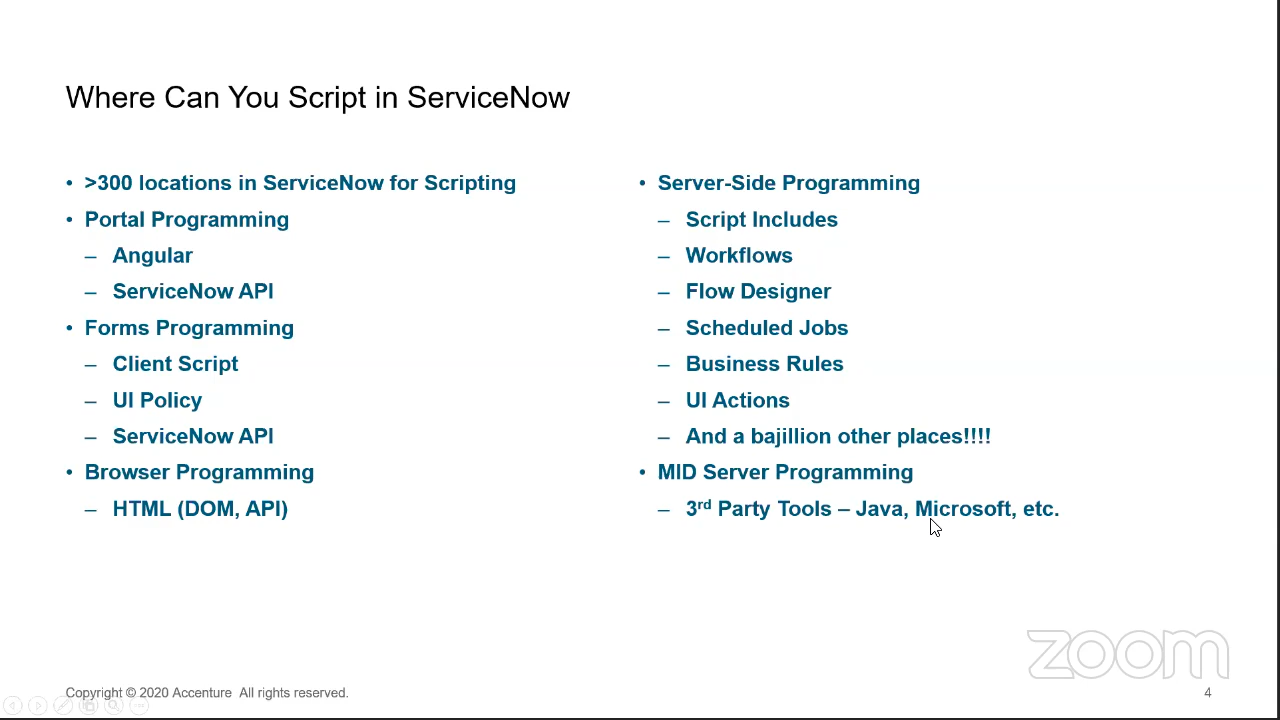 Where Can You Script in ServiceNow
• >300 locations in ServiceNow for Scripting
• Portal Programming
– Angular
– ServiceNow API
• Forms Programming
– Client Script
– UI Policy
– ServiceNow API
• Browser Programming
– HTML (DOM, API)
• Server-Side Programming
– Script Includes
– Workflows
– Flow Designer
– Scheduled Jobs
– Business Rules
– UI Actions
– And a bajillion other places!!!!
• MID Server Programming
– 3rd Party Tools – Java, Microsoft, etc.
zoom
Copyright © 2020 Accenture All rights reserved.
4